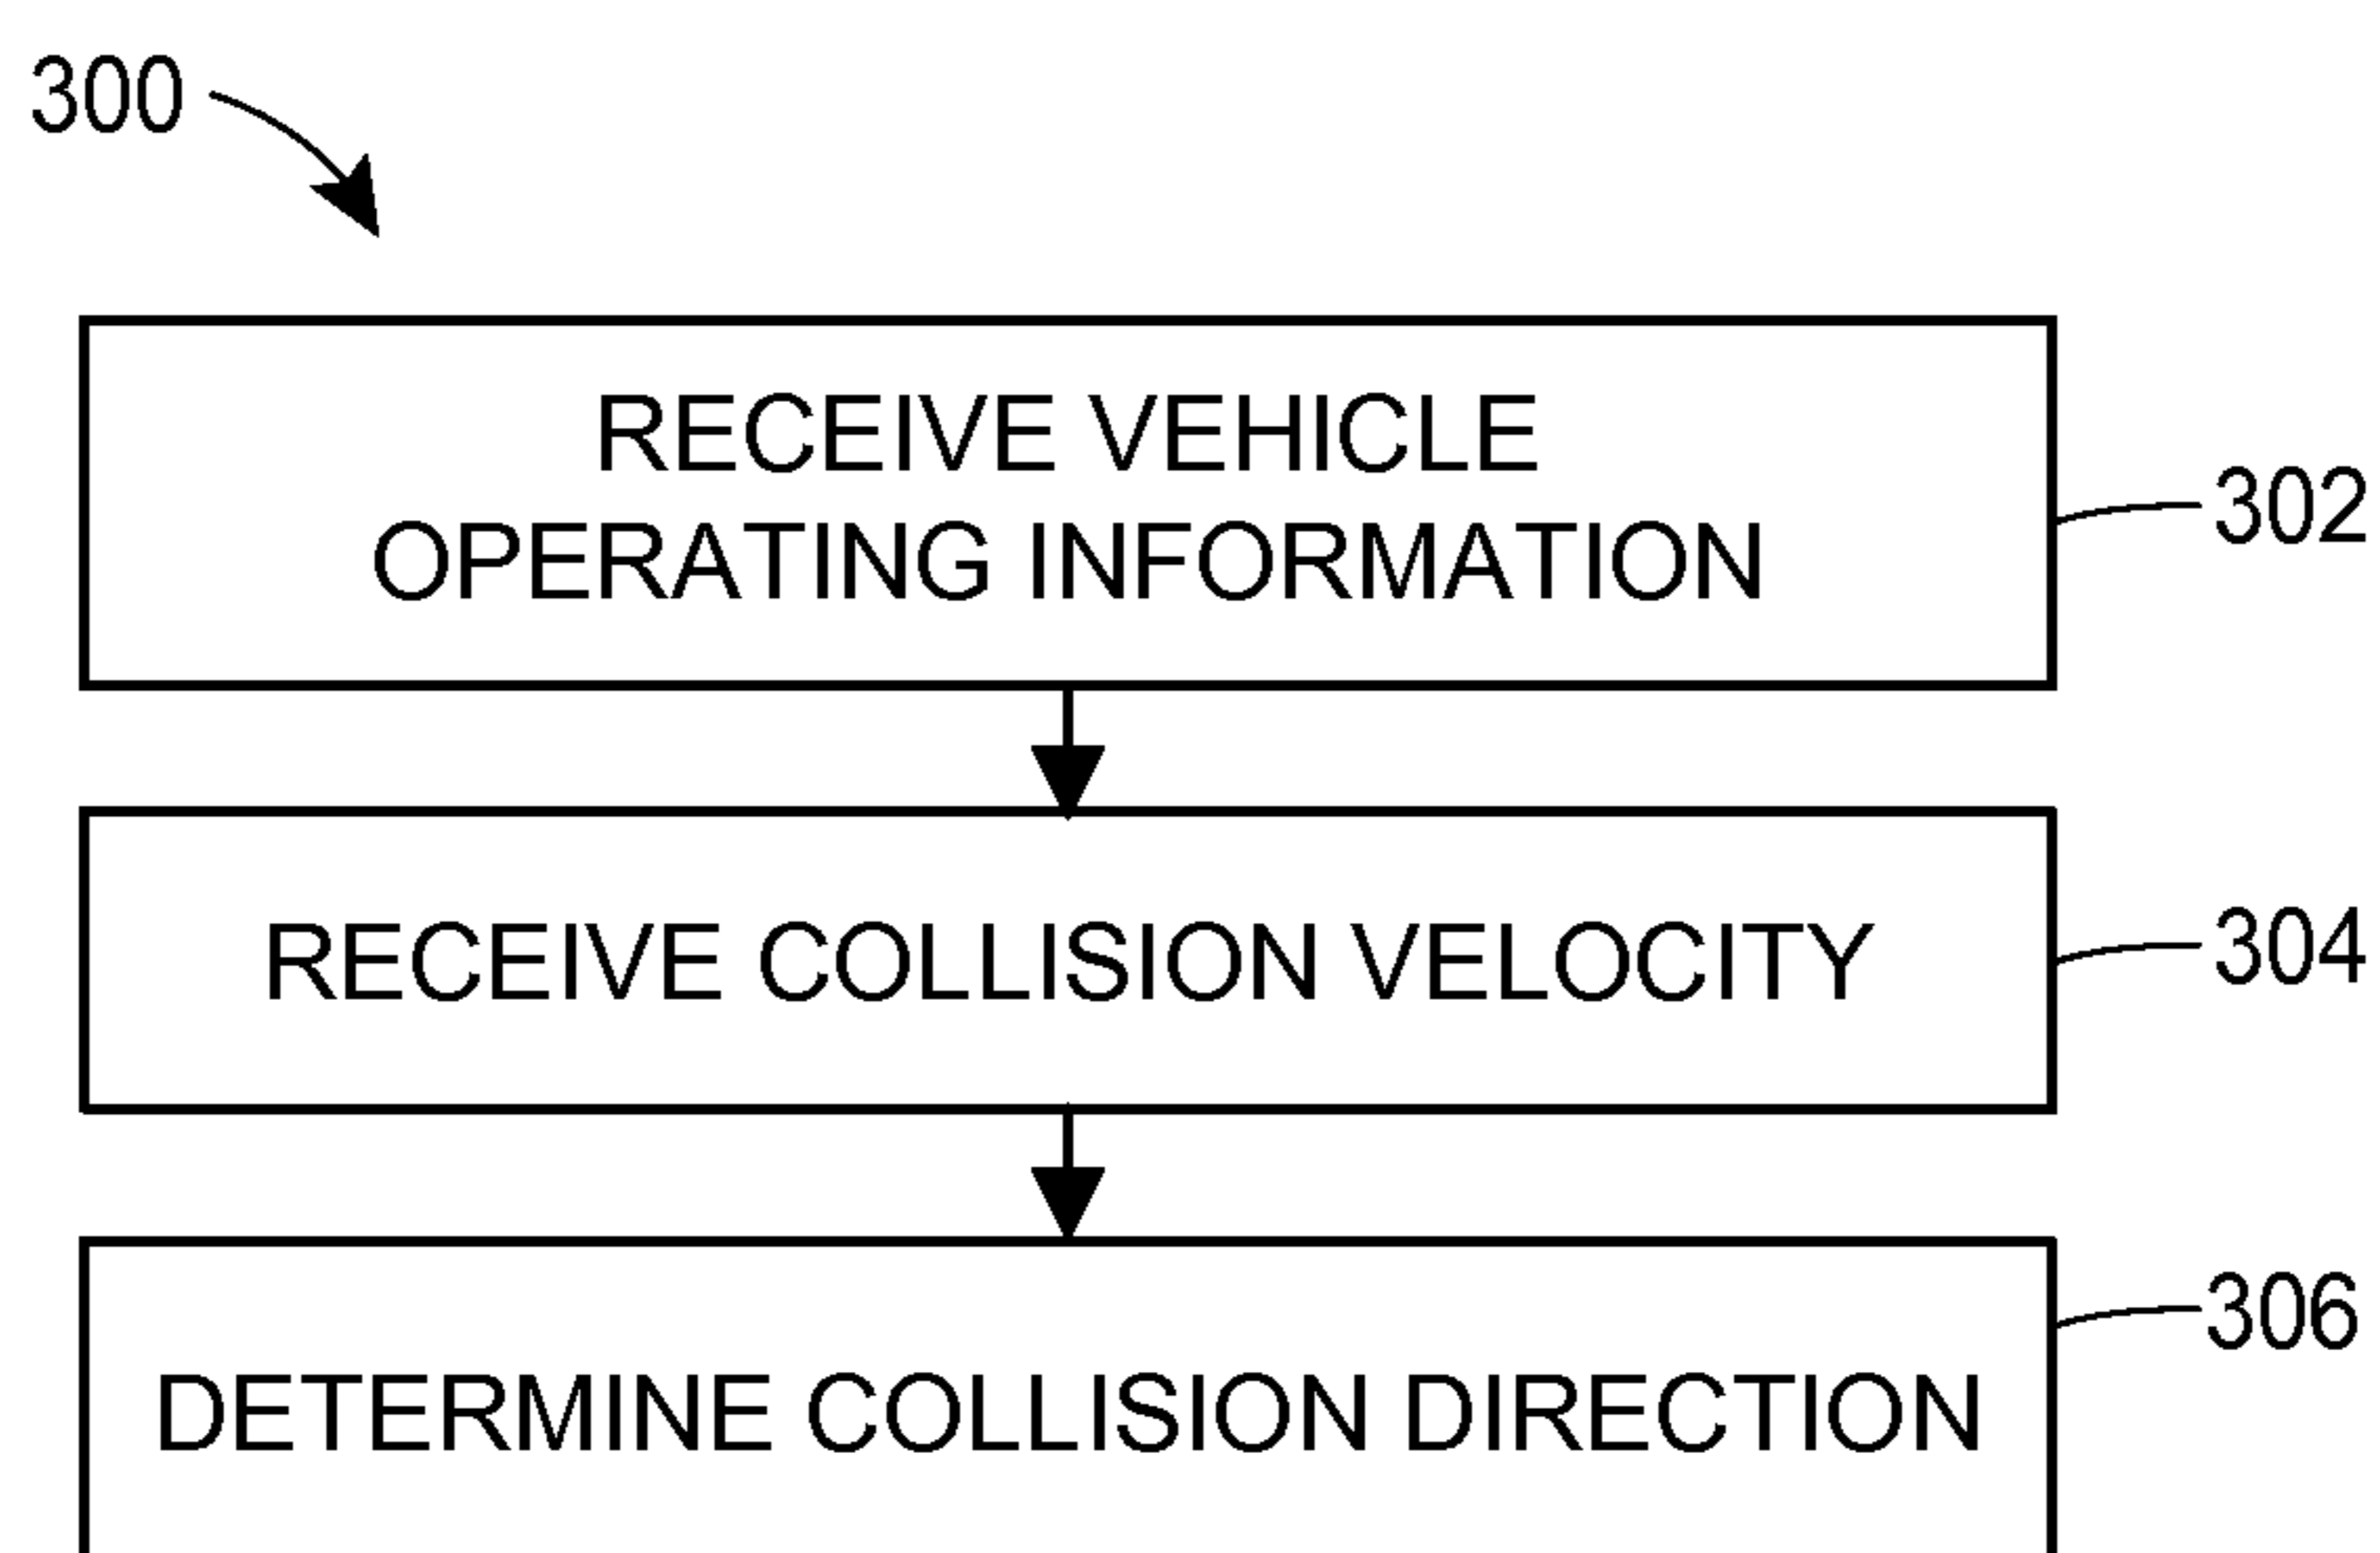 300
RECEIVE VEHICLE
OPERATING INFORMATION
302
RECEIVE COLLISION VELOCITY
304
306
DETERMINE COLLISION DIRECTION